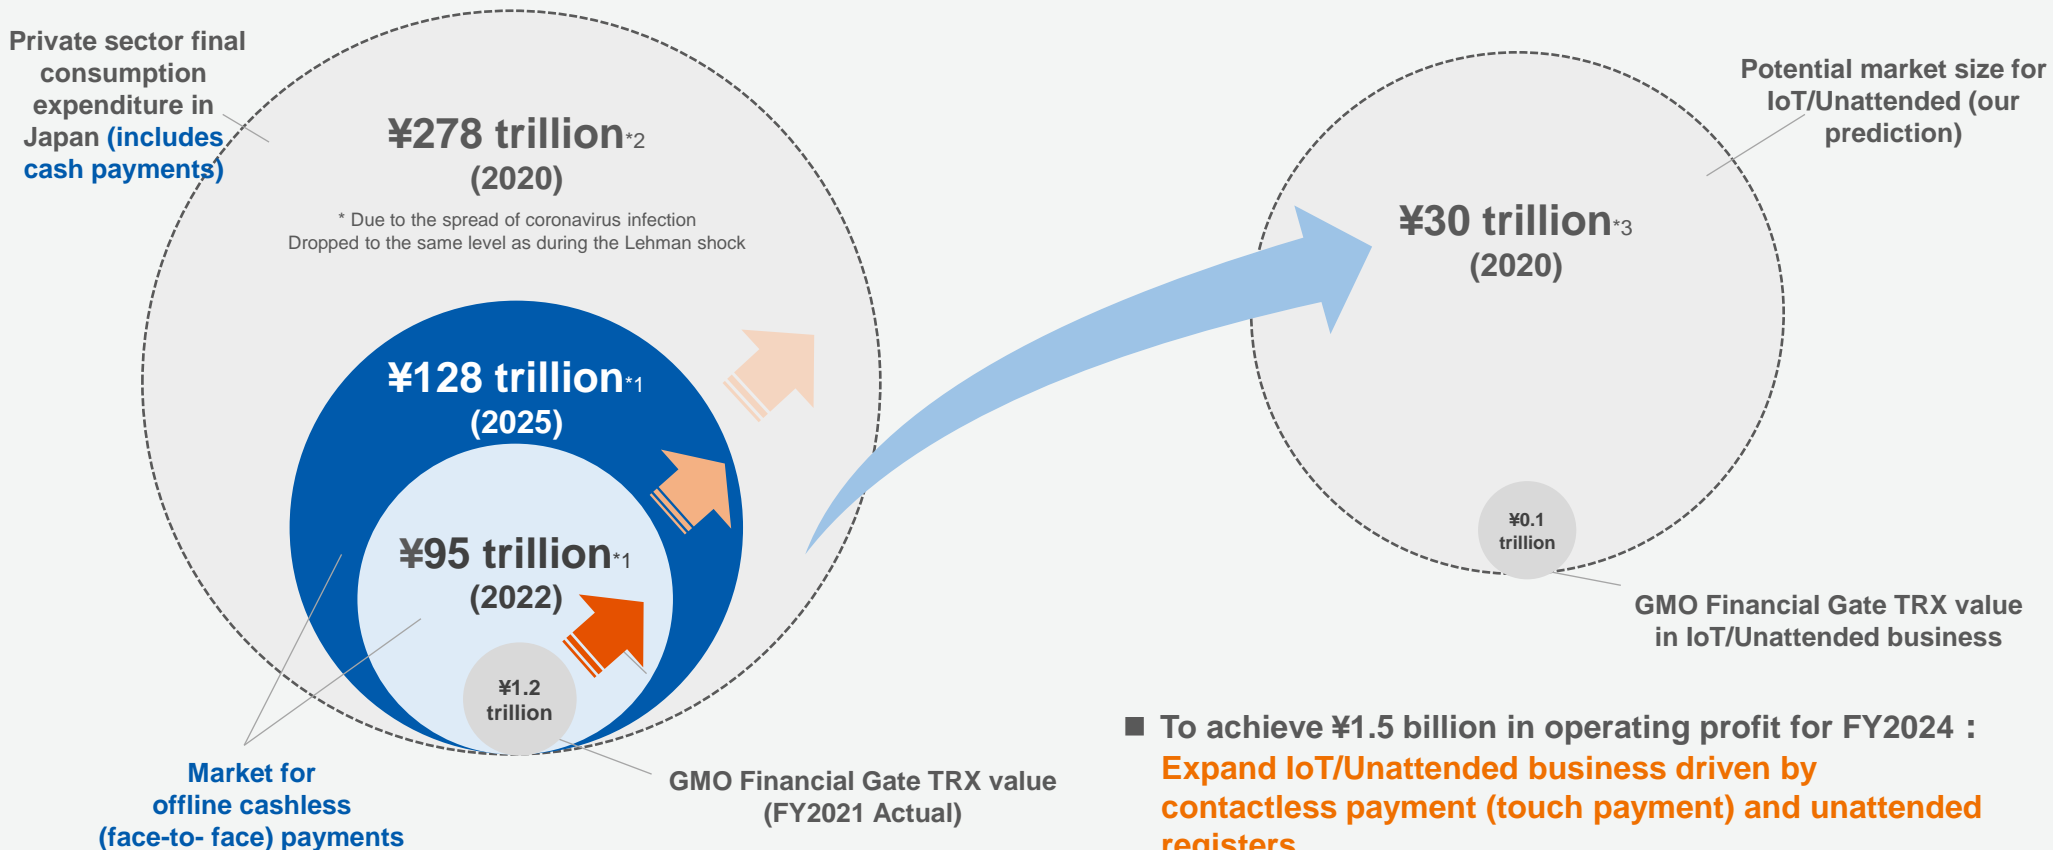 Private sector final
consumption
expenditure in
Japan (includes
cash payments)
¥278 trillion*2
(2020)
* Due to the spread of coronavirus infection
Dropped to the same level as during the Lehman shock
¥128 trillion*1
(2025)
¥95 trillion*1
(2022)
¥1.2
trillion
Market for
offline cashless
(face-to- face) payments
GMO Financial Gate TRX value
(FY2021 Actual)
Potential market size for
IoT/Unattended (our
prediction)
¥30 trillion*3
(2020)
¥0.1
trillion
GMO Financial Gate TRX value
in IoT/Unattended business
■ To achieve ¥1.5 billion in operating profit for FY2024：
Expand IoT/Unattended business driven by
contactless payment (touch payment) and unattended
registers